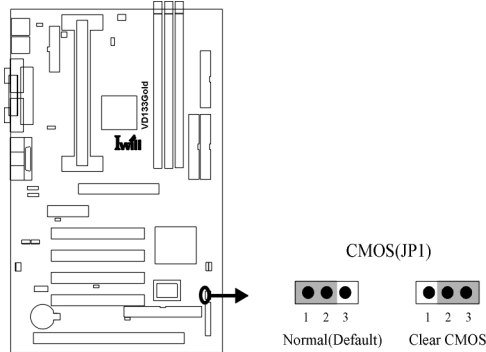 VD133Gold
Iwill
CMOS(JP1)
1 2 3
1 2 3
Normal(Default)
Clear CMOS